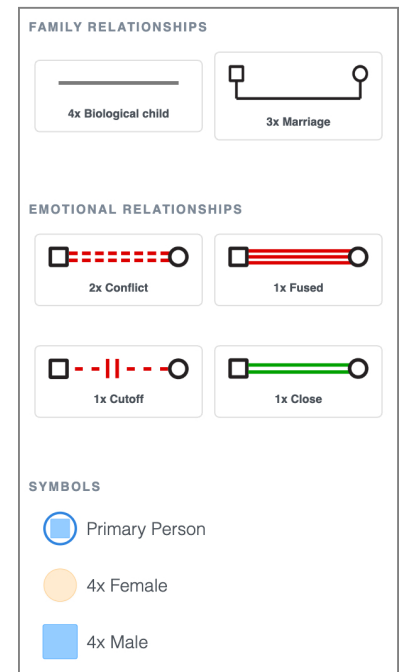 FAMILY RELATIONSHIPS
4x Biological child
3x Marriage
EMOTIONAL RELATIONSHIPS
2x Conflict
1x Fused
1x Cutoff
1x Close
SYMBOLS
Primary Person
4x Female
4x Male